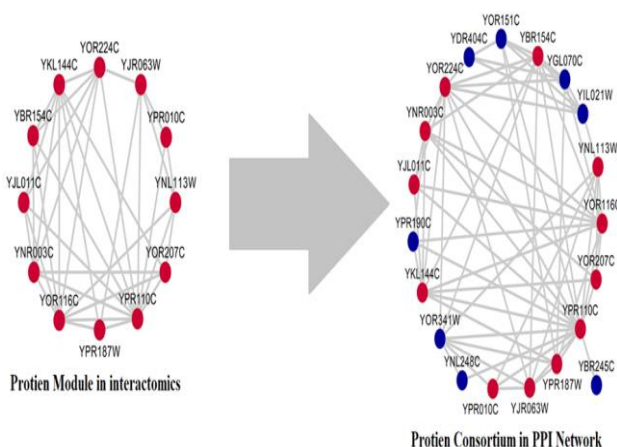 YOR224C
YKL144C
YJR063W
YBR154C
YPR010C
YJL011C
YNL113W
YNR003C
YOR207C
YOR116C
YPR110C
YPR187W
Protien Module in interactomics
YOR151C
YDR404C
YBR154C
YGL070C
YOR224C
YIL021W
YNR003C
YNL113W
YJL011C
YOR116C
YPR190C
YOR207C
YKL144C
YPR110C
YOR341W
YNL248C
YBR245C
YPR187W
YPR010C
YJR063W
Protien Consortium in PPI Network